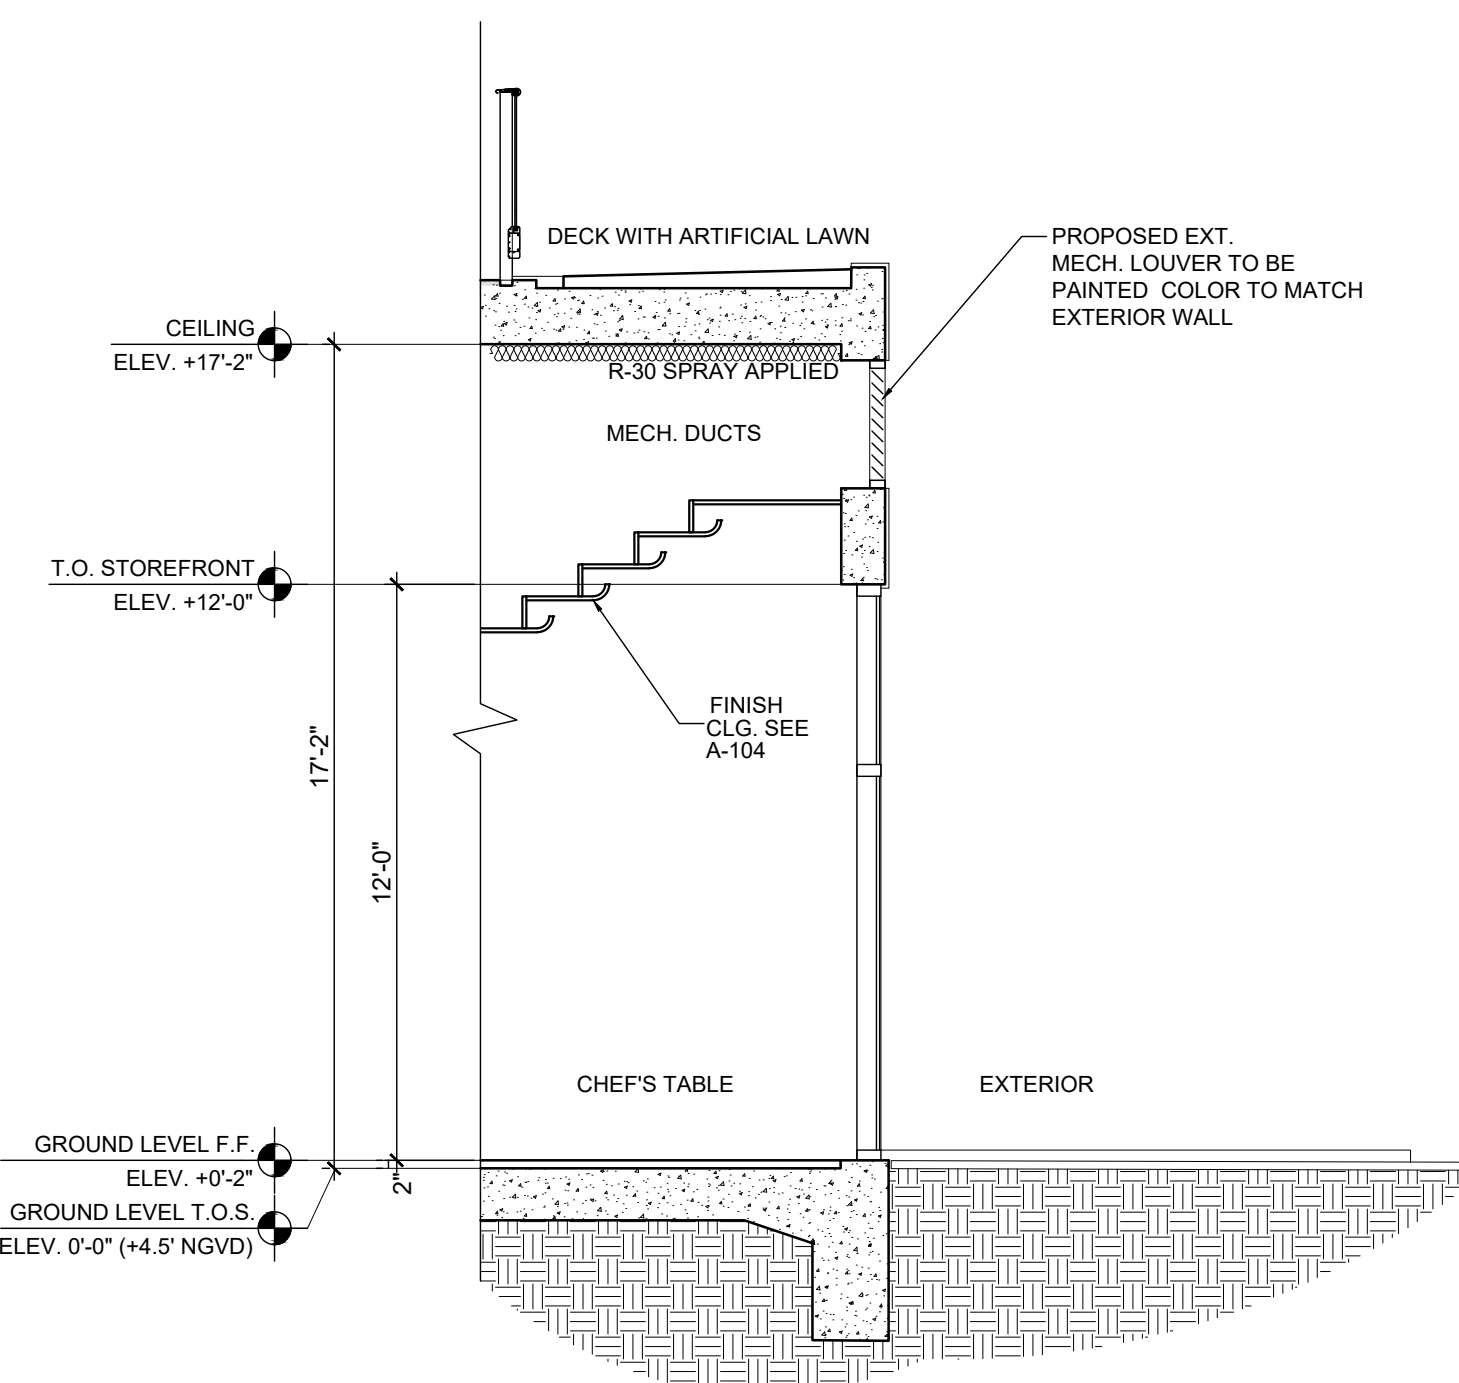 DECK WITH ARTIFICIAL LAWN
PROPOSED EXT.
MECH. LOUVER TO BE
PAINTED  COLOR TO MATCH
EXTERIOR WALL
CEILING
ELEV. +17'-2"
R-30 SPRAY APPLIED
MECH. DUCTS
T.O. STOREFRONT
ELEV. +12'-0"
FINISH
CLG. SEE
A-104
17'-2"
12'-0"
CHEF'S TABLE
EXTERIOR
GROUND LEVEL F.F.
ELEV. +0'-2"
2"
GROUND LEVEL T.O.S.
ELEV. 0'-0" (+4.5' NGVD)